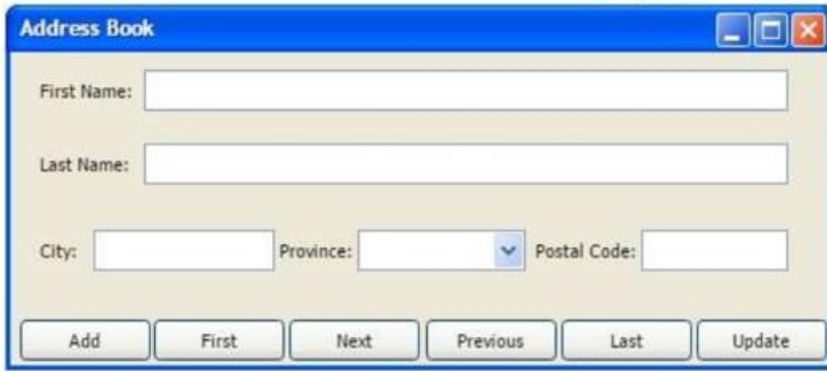 Address Book
First Name:
Last Name:
City: Province: Postal Code:
Add First Next Previous Last Update